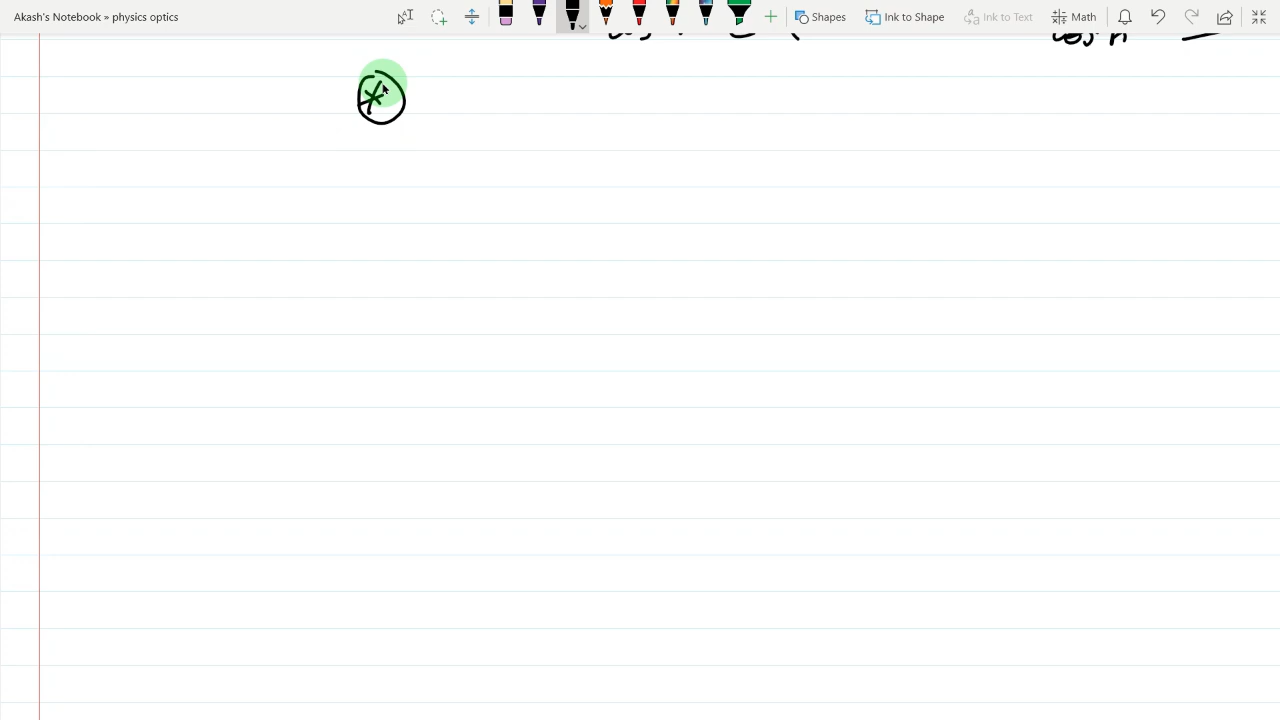 Akash's Notebook » physics optics Shapes Ink to Shape Ink to Text Math
*